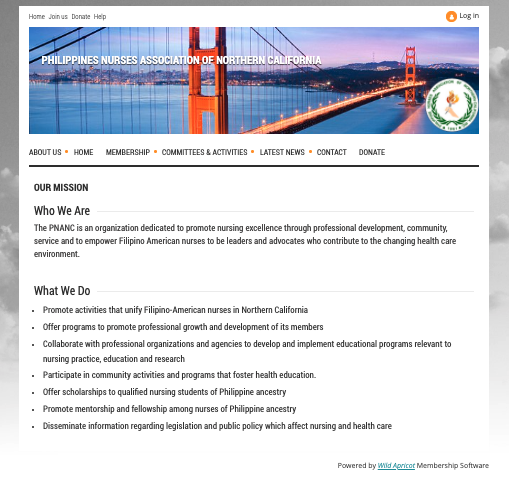 Home Join us Donate Help
Log in
PHILIPPINES NURSES ASSOCIATION OF NORTHERN CALIFORNIA
ABOUT US HOME MEMBERSHIP COMMITTEES & ACTIVITIES LATEST NEWS CONTACT DONATE
OUR MISSION
Who We Are
The PNANC is an organization dedicated to promote nursing excellence through professional development, community,
service and to empower Filipino American nurses to be leaders and advocates who contribute to the changing health care
environment.
What We Do
• Promote activities that unify Filipino-American nurses in Northern California
• Offer programs to promote professional growth and development of its members
• Collaborate with professional organizations and agencies to develop and implement educational programs relevant to
nursing practice, education and research
• Participate in community activities and programs that foster health education.
• Offer scholarships to qualified nursing students of Philippine ancestry
• Promote mentorship and fellowship among nurses of Philippine ancestry
• Disseminate information regarding legislation and public policy which affect nursing and health care
Powered by Wild Apricot Membership Software